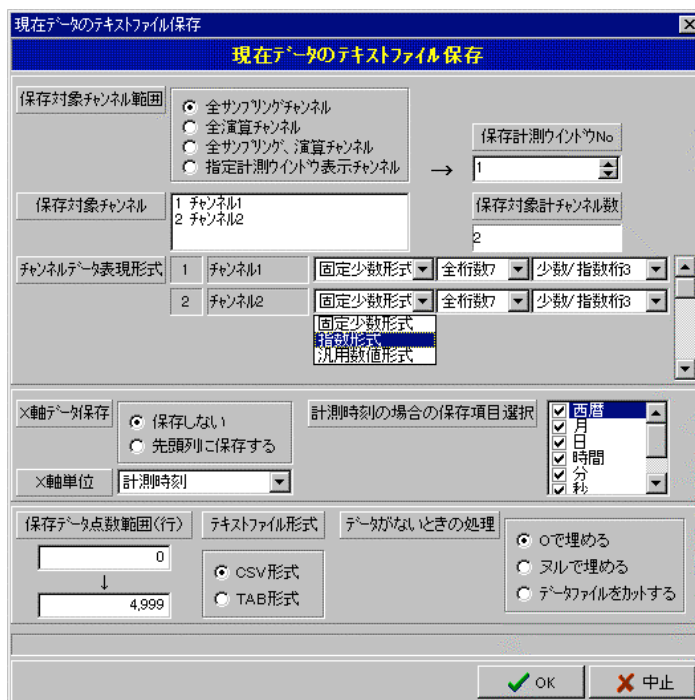 現在データのテキストファイル保存
現在データのテキストファイル保存
保存対象チャンネル範囲
全サンプリングチャンネル
全演算チャンネル
全サンプリング、演算チャンネル
指定計測ウインドウ表示チャンネル
→
保存計測ウインドウNo
1
保存対象チャンネル
1 チャンネル1
2 チャンネル2
保存対象計チャンネル数
2
チャンネルデータ表現形式
1 チャンネル1 固定少数形式 全桁数7 少数/指数桁3
2 チャンネル2 固定少数形式 全桁数7 少数/指数桁3
固定少数形式
指数形式
汎用数値形式
X軸データ保存
保存しない
先頭列に保存する
計測時刻の場合の保存項目選択
西暦
月
日
時間
分
秒
X軸単位
計測時刻
保存データ点数範囲(行)
0
↓
4,999
テキストファイル形式
CSV形式
TAB形式
データがないときの処理
0で埋める
ヌルで埋める
データファイルをカットする
OK
中止